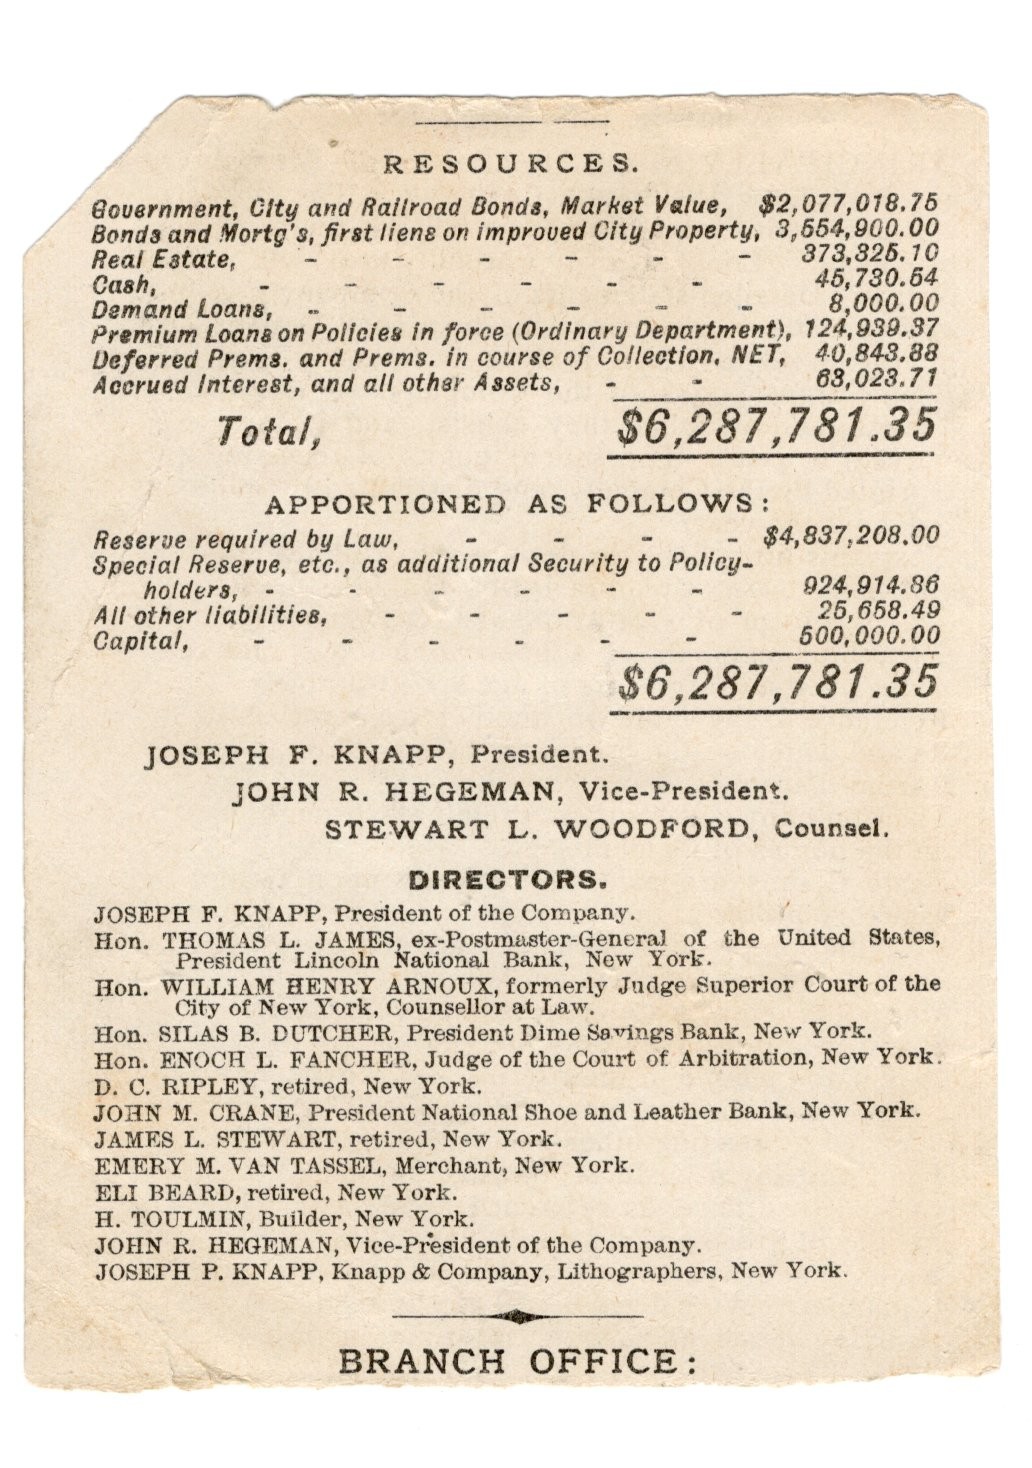 RESOURCES.
Government, City and Railroad Bonds, Market Value, $2,077,018.75
Bonds and Mortg's, first liens on improved City Property, 3,554,900.00
Real Estate, - - - - - - 373,325.10
Cash, - - - - - - 45,730.54
Demand Loans, - - - - - - 8,000.00
Premium Loans on Policies in force (Ordinary Department), 124,939.37
Deferred Prems. and Prems. in course of Collection, NET, 40,843.88
Accrued Interest, and all other Assets, - - 63,023.71
Total, $6,287,781.35
APPORTIONED AS FOLLOWS:
Reserve required by Law, - - - - $4,837,208.00
Special Reserve, etc., as additional Security to Policy-
holders, - - - - - - 924,914.86
All other liabilities, - - - - - 25,658.49
Capital, - - - - - - 500,000.00
$6,287,781.35
JOSEPH F. KNAPP, President.
JOHN R. HEGEMAN, Vice-President.
STEWART L. WOODFORD, Counsel.
DIRECTORS.
JOSEPH F. KNAPP, President of the Company.
Hon. THOMAS L. JAMES, ex-Postmaster-General of the United States,
President Lincoln National Bank, New York.
Hon. WILLIAM HENRY ARNOUX, formerly Judge Superior Court of the
City of New York, Counsellor at Law.
Hon. SILAS B. DUTCHER, President Dime Savings Bank, New York.
Hon. ENOCH L. FANCHER, Judge of the Court of Arbitration, New York.
D. C. RIPLEY, retired, New York.
JOHN M. CRANE, President National Shoe and Leather Bank, New York.
JAMES L. STEWART, retired, New York.
EMERY M. VAN TASSEL, Merchant, New York.
ELI BEARD, retired, New York.
H. TOULMIN, Builder, New York.
JOHN R. HEGEMAN, Vice-President of the Company.
JOSEPH P. KNAPP, Knapp & Company, Lithographers, New York.
BRANCH OFFICE: